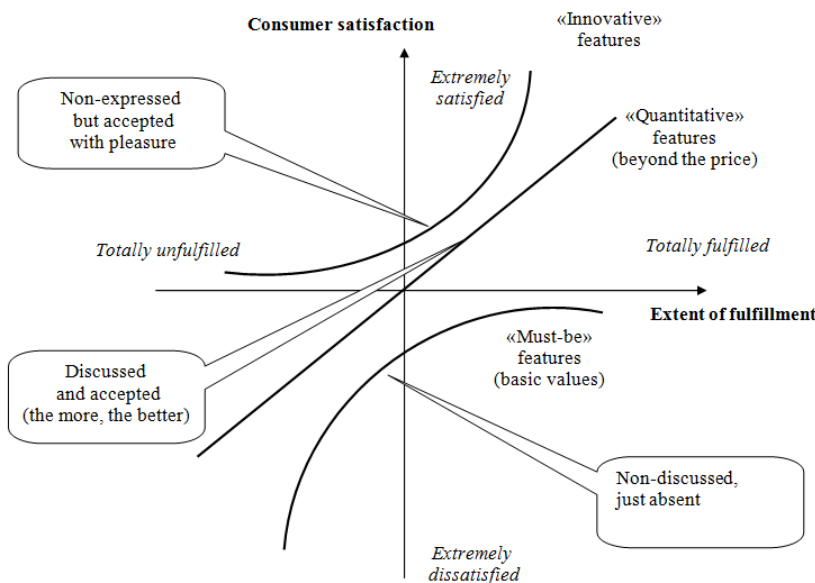 Consumer satisfaction
«Innovative»
features
Extremely
satisfied
Non-expressed
but accepted
with pleasure
«Quantitative»
features
(beyond the price)
Totally unfulfilled
Totally fulfilled
Extent of fulfillment
«Must-be»
features
(basic values)
Discussed
and accepted
(the more, the better)
Non-discussed,
just absent
Extremely
dissatisfied